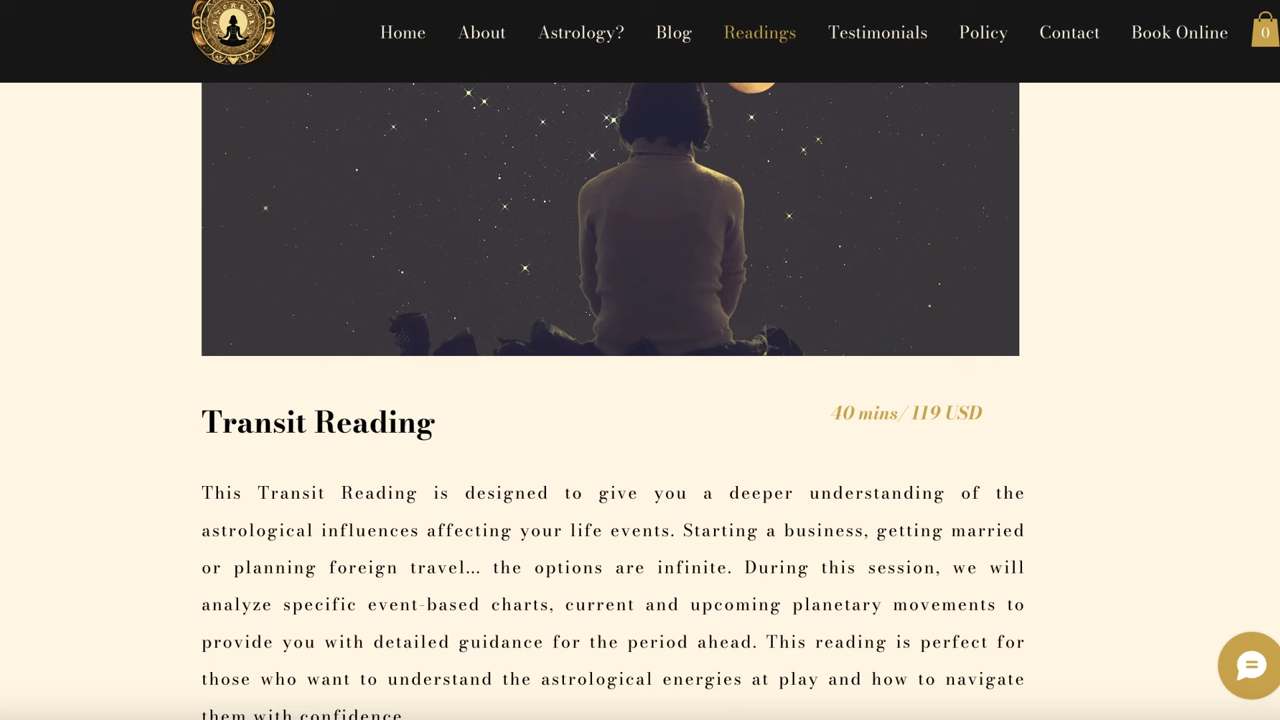 Home About Astrology? Blog Readings Testimonials Policy Contact Book Online 0
Transit Reading
40 mins/ 119 USD
This Transit Reading is designed to give you a deeper understanding of the
astrological influences affecting your life events. Starting a business, getting married
or planning foreign travel... the options are infinite. During this session, we will
analyze specific event-based charts, current and upcoming planetary movements to
provide you with detailed guidance for the period ahead. This reading is perfect for
those who want to understand the astrological energies at play and how to navigate
them with confidence